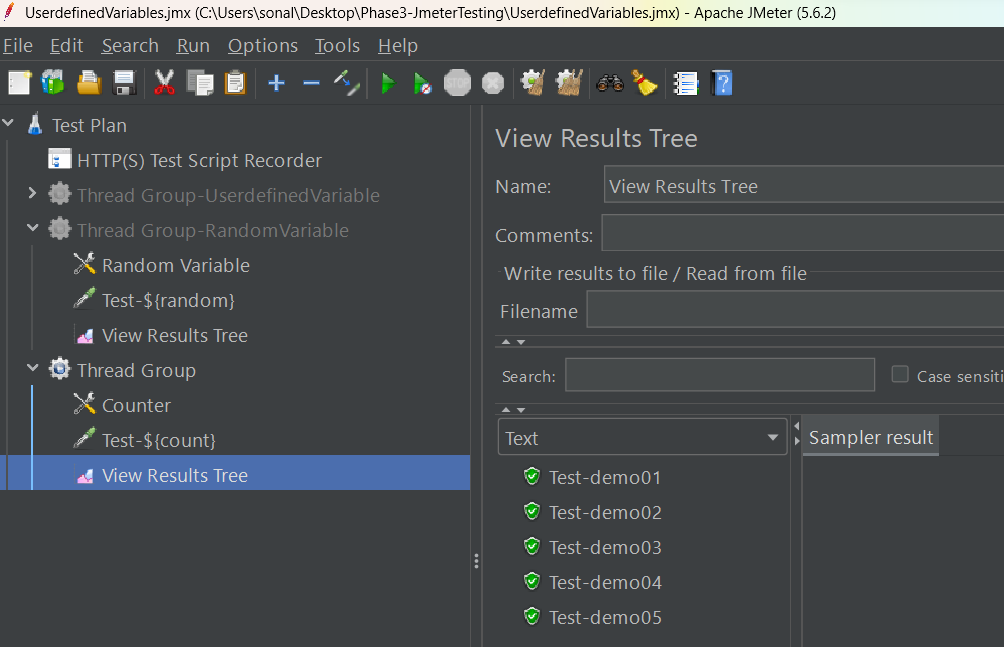 UserdefinedVariables.jmx (C:\Users\sonal\Desktop\Phase3-JmeterTesting\UserdefinedVariables.jmx) - Apache JMeter (5.6.2)
File Edit Search Run Options Tools Help
STOP
Test Plan
HTTP(S) Test Script Recorder
Thread Group-UserdefinedVariable
Thread Group-RandomVariable
Random Variable
Test-${random}
View Results Tree
Thread Group
Counter
Test-${count}
View Results Tree
View Results Tree
Name: View Results Tree
Comments:
Write results to file / Read from file
Filename
Search: Case sensiti
Text
Sampler result
Test-demo01
Test-demo02
Test-demo03
Test-demo04
Test-demo05